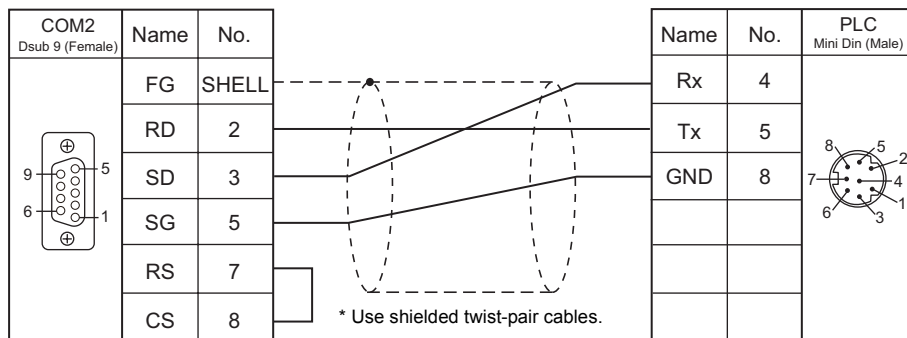 COM2
Dsub 9 (Female)
Name
No.
FG
SHELL
RD
2
SD
3
SG
5
RS
7
CS
8
9
5
6
1
* Use shielded twist-pair cables.
Name
No.
PLC
Mini Din (Male)
Rx
4
Tx
5
GND
8
8
5
2
7
4
1
6
3